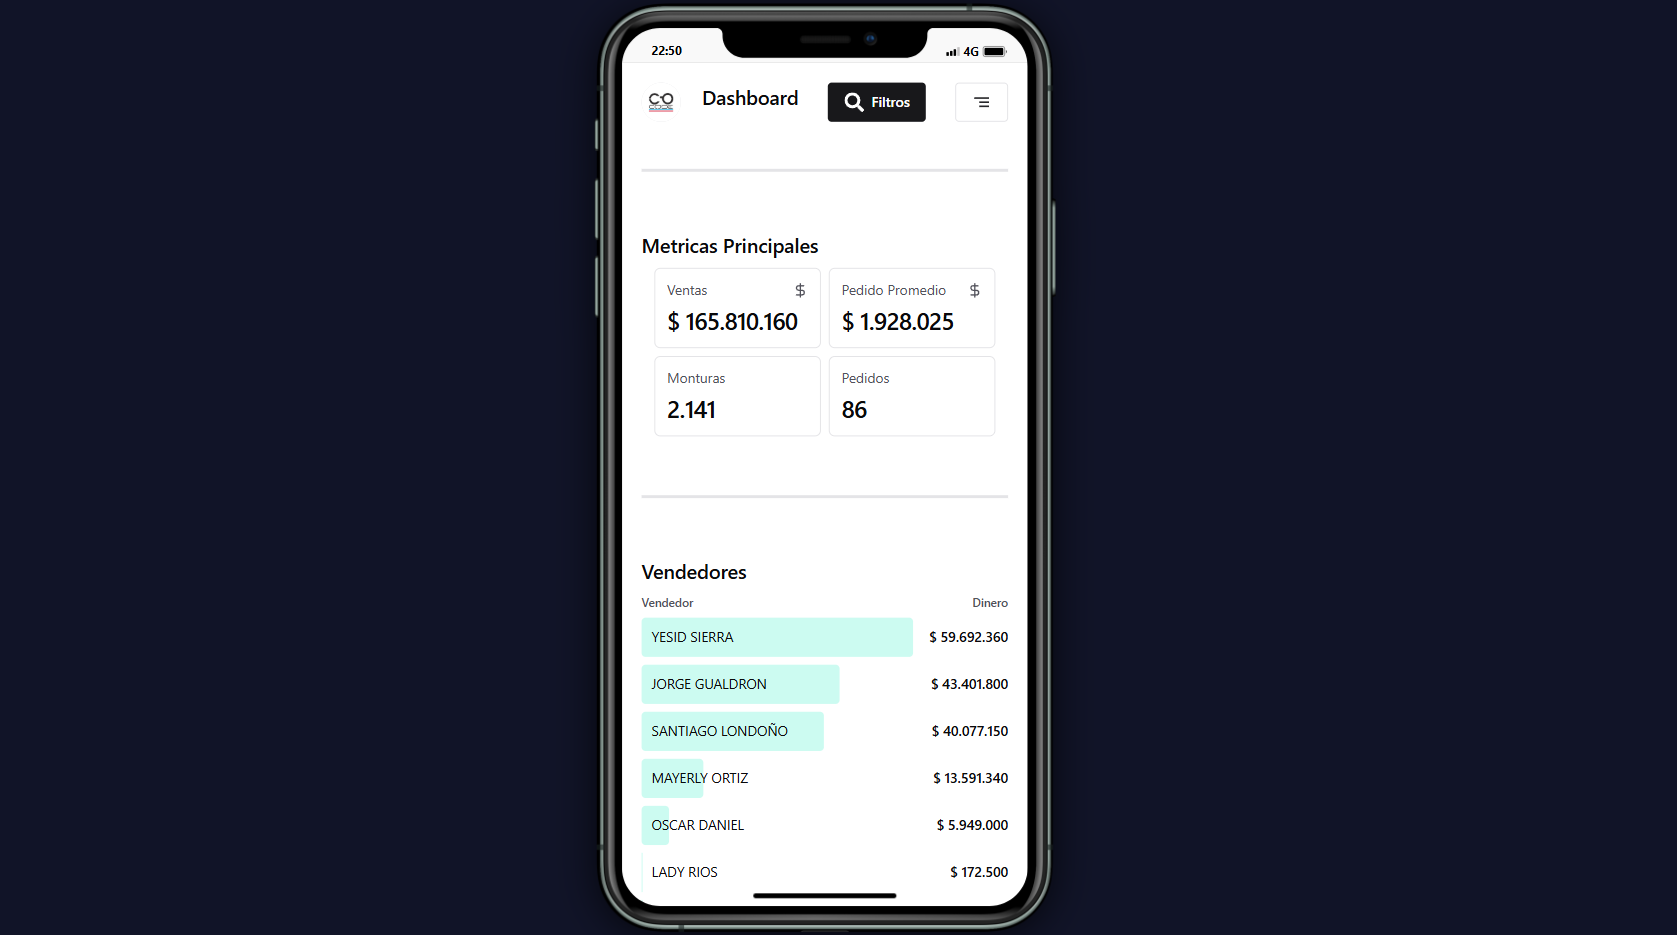 22:50
4G
CO
CODE
Dashboard
Filtros
Metricas Principales
Ventas $
$ 165.810.160
Pedido Promedio $
$ 1.928.025
Monturas
2.141
Pedidos
86
Vendedores
Vendedor Dinero
YESID SIERRA $ 59.692.360
JORGE GUALDRON $ 43.401.800
SANTIAGO LONDOÑO $ 40.077.150
MAYERLY ORTIZ $ 13.591.340
OSCAR DANIEL $ 5.949.000
LADY RIOS $ 172.500